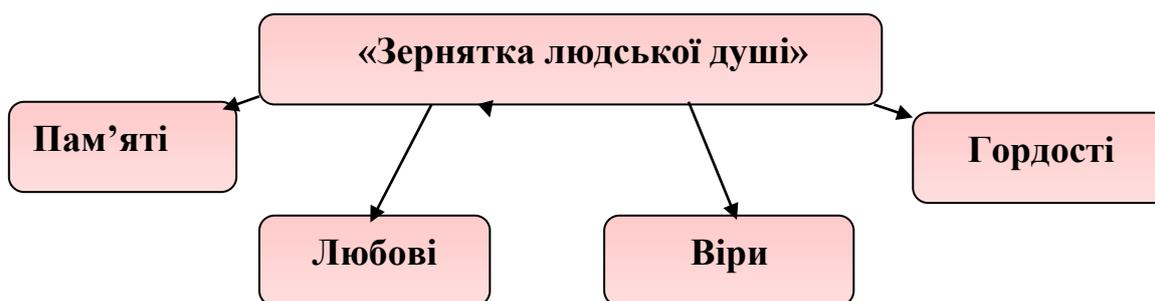 «Зернятка людської душі»
Пам’яті
Гордості
Любові
Віри